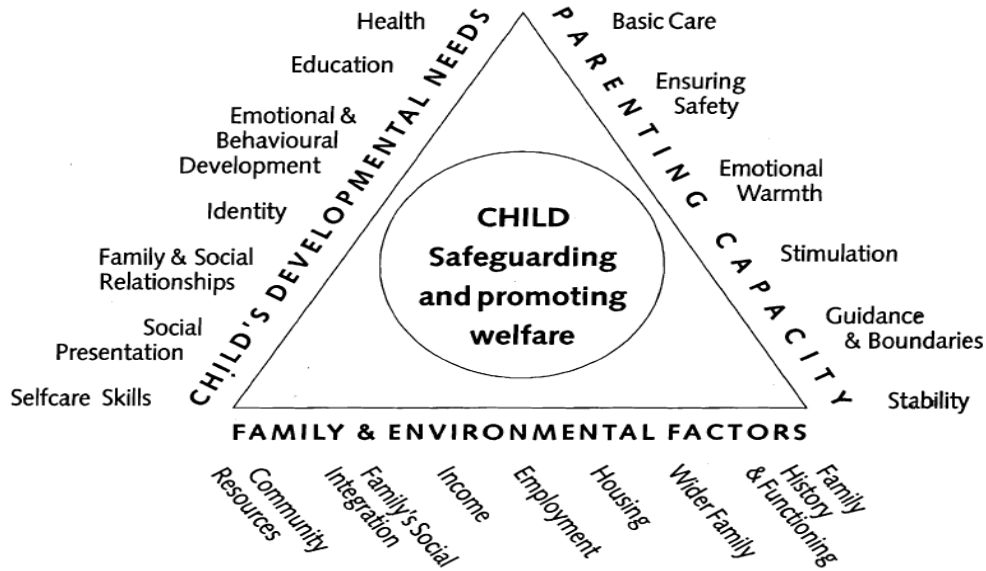 Health
Education
Emotional &
Behavioural
Development
Identity
Family & Social
Relationships
Social
Presentation
Selfcare Skills
CHILD'S DEVELOPMENTAL NEEDS
PARENTING CAPACITY
Basic Care
Ensuring
Safety
Emotional
Warmth
Stimulation
Guidance
& Boundaries
Stability
CHILD
Safeguarding
and promoting
welfare
FAMILY & ENVIRONMENTAL FACTORS
Community
Resources
Family's Social
Integration
Income
Employment
Housing
Wider Family
Family
History
& Functioning